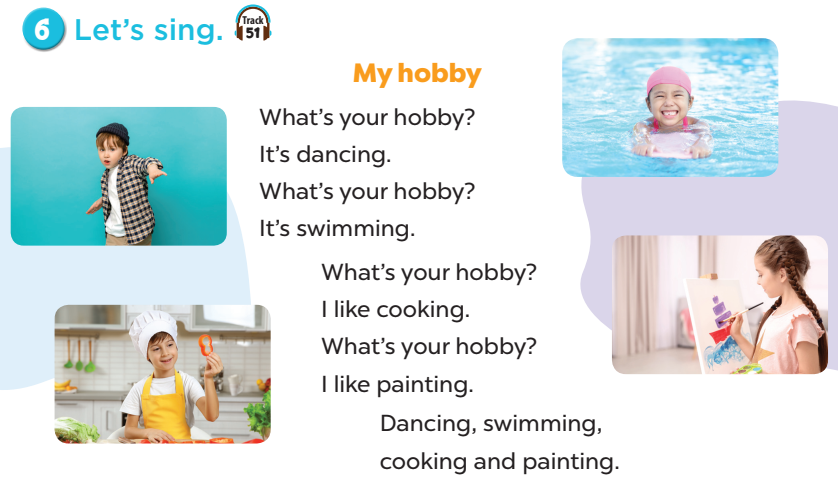 6 Let's sing. Track 51
My hobby
What's your hobby?
It's dancing.
What's your hobby?
It's swimming.
What's your hobby?
I like cooking.
What's your hobby?
I like painting.
Dancing, swimming,
cooking and painting.